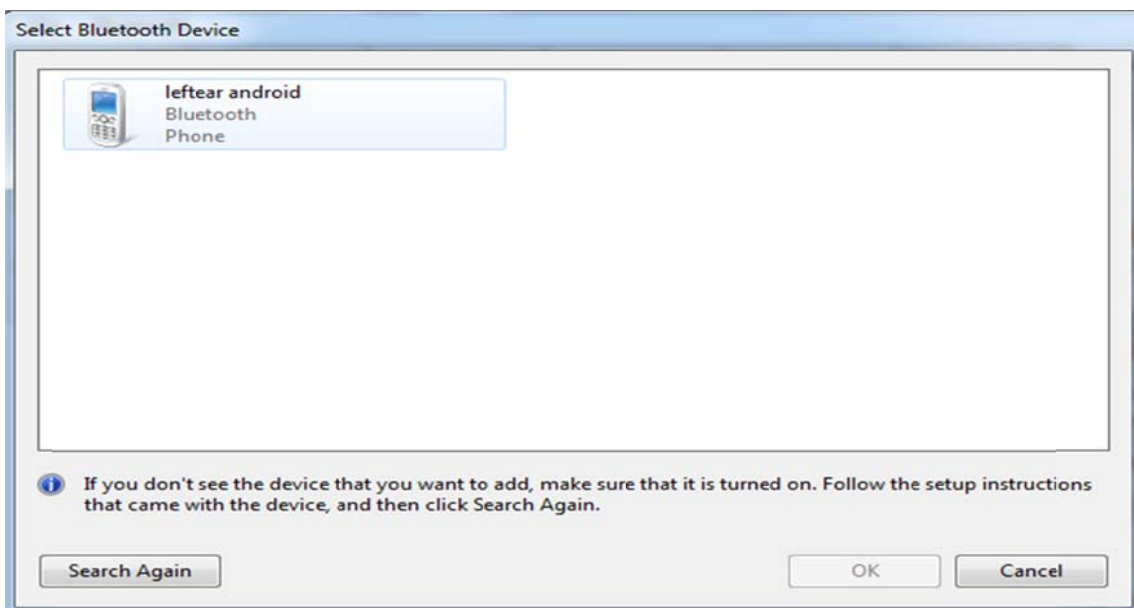 Select Bluetooth Device
leftear android
Bluetooth
Phone
If you don't see the device that you want to add, make sure that it is turned on. Follow the setup instructions
that came with the device, and then click Search Again.
Search Again
OK
Cancel